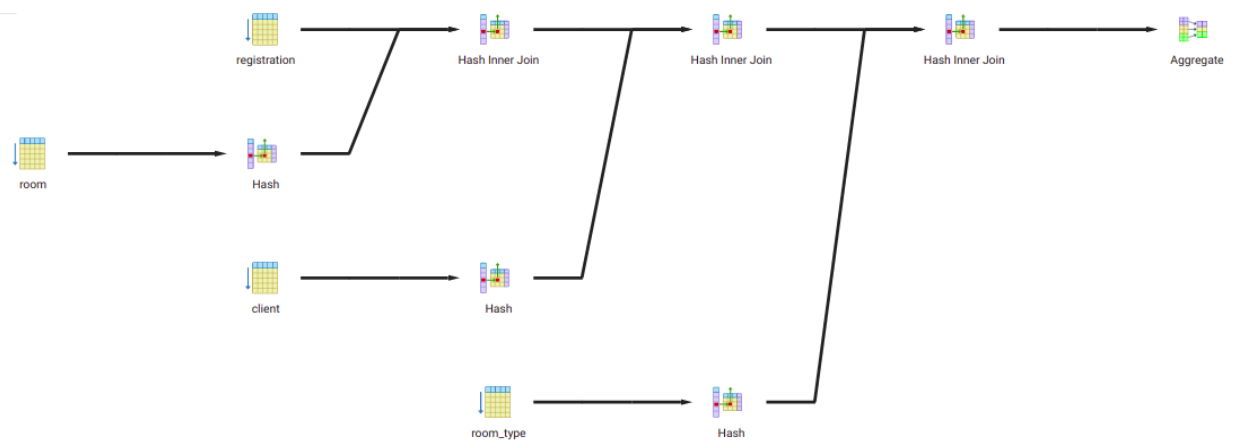 registration
Hash Inner Join
Hash Inner Join
Hash Inner Join
Aggregate
room
Hash
client
Hash
room_type
Hash